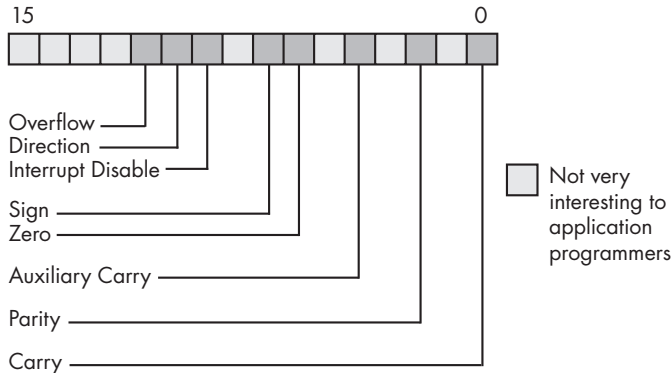 15 0
Overflow
Direction
Interrupt Disable
Sign
Zero
Auxiliary Carry
Parity
Carry
Not very
interesting to
application
programmers